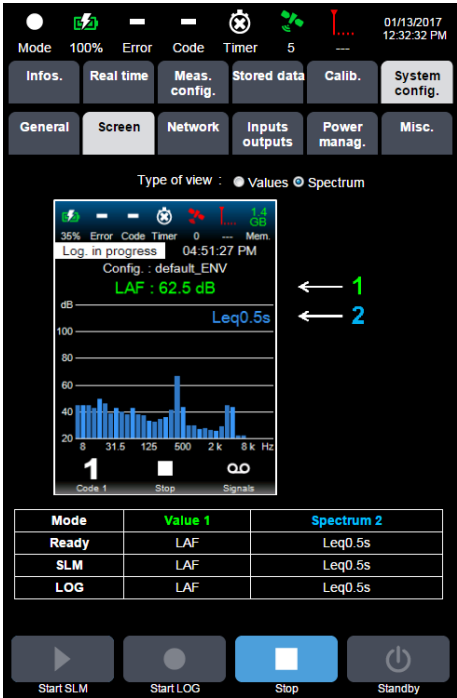 01/13/2017
12:32:32 PM
Mode 100% Error Code Timer 5 ---
Infos. Real time Meas. config. Stored data Calib. System config.
General Screen Network Inputs outputs Power manag. Misc.
Type of view : Values Spectrum
1.4 GB
35% Error Code Timer 0 --- Mem.
Log. in progress 04:51:27 PM
Config. : default_ENV
LAF : 62.5 dB
1
dB
Leq0.5s
2
100
80
60
40
20
8 31.5 125 500 2 k 8 k Hz
1
Code 1 Stop Signals
Mode Value 1 Spectrum 2
Ready LAF Leq0.5s
SLM LAF Leq0.5s
LOG LAF Leq0.5s
Start SLM Start LOG Stop Standby